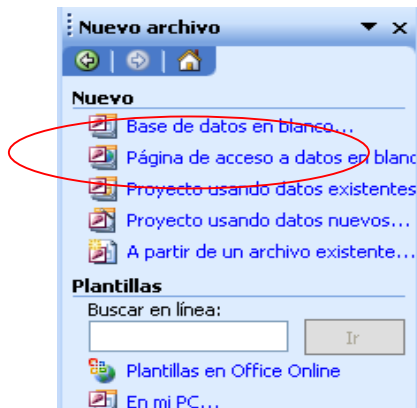 Nuevo archivo
Nuevo
Base de datos en blanco...
Página de acceso a datos en blanc
Proyecto usando datos existentes
Proyecto usando datos nuevos...
A partir de un archivo existente...
Plantillas
Buscar en línea:
Ir
Plantillas en Office Online
En mi PC...